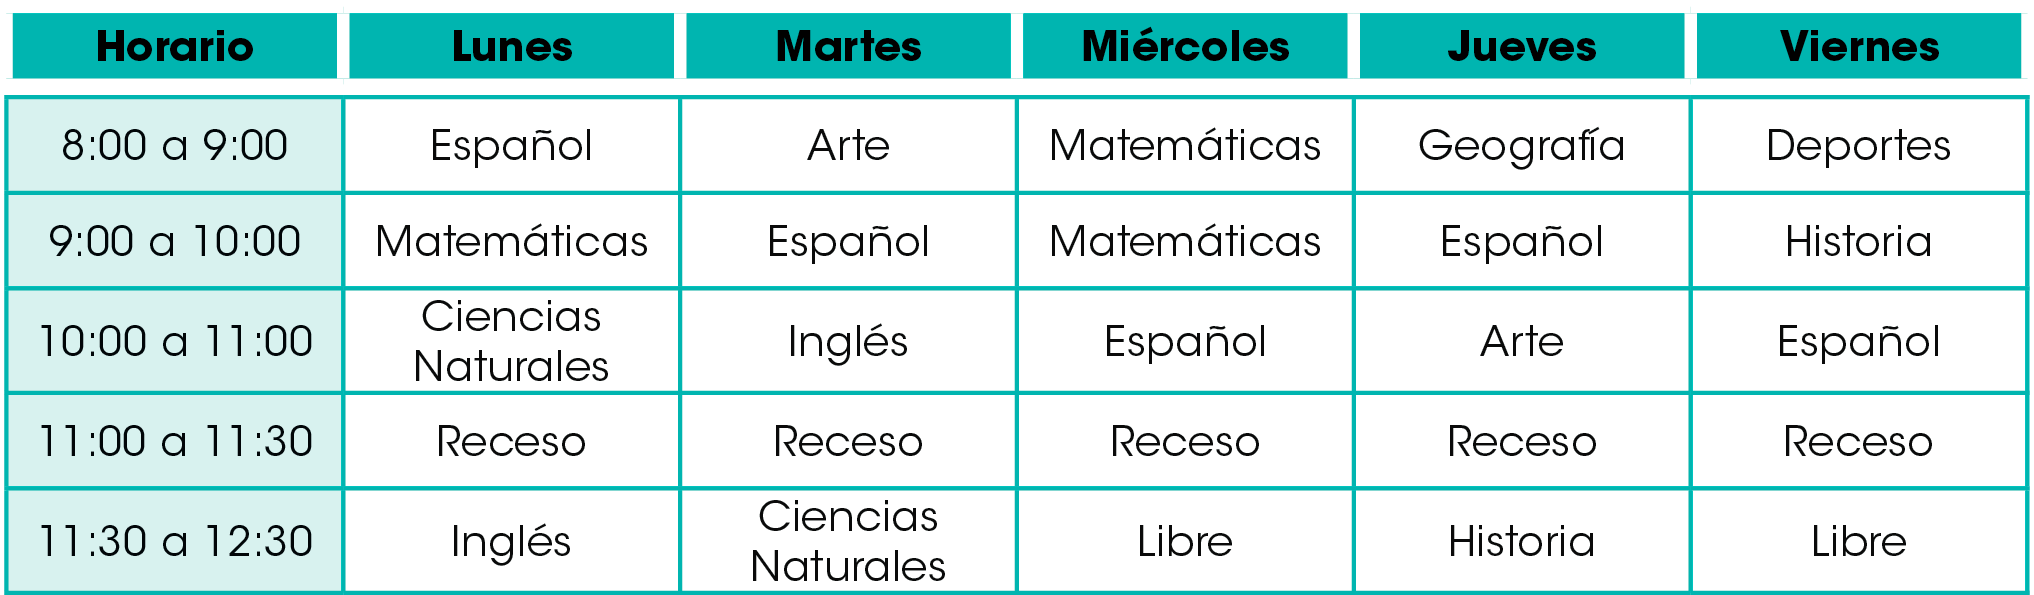 Horario Lunes Martes Miércoles Jueves Viernes
8:00 a 9:00 Español Arte Matemáticas Geografía Deportes
9:00 a 10:00 Matemáticas Español Matemáticas Español Historia
10:00 a 11:00 Ciencias Naturales Inglés Español Arte Español
11:00 a 11:30 Receso Receso Receso Receso Receso
11:30 a 12:30 Inglés Ciencias Naturales Libre Historia Libre